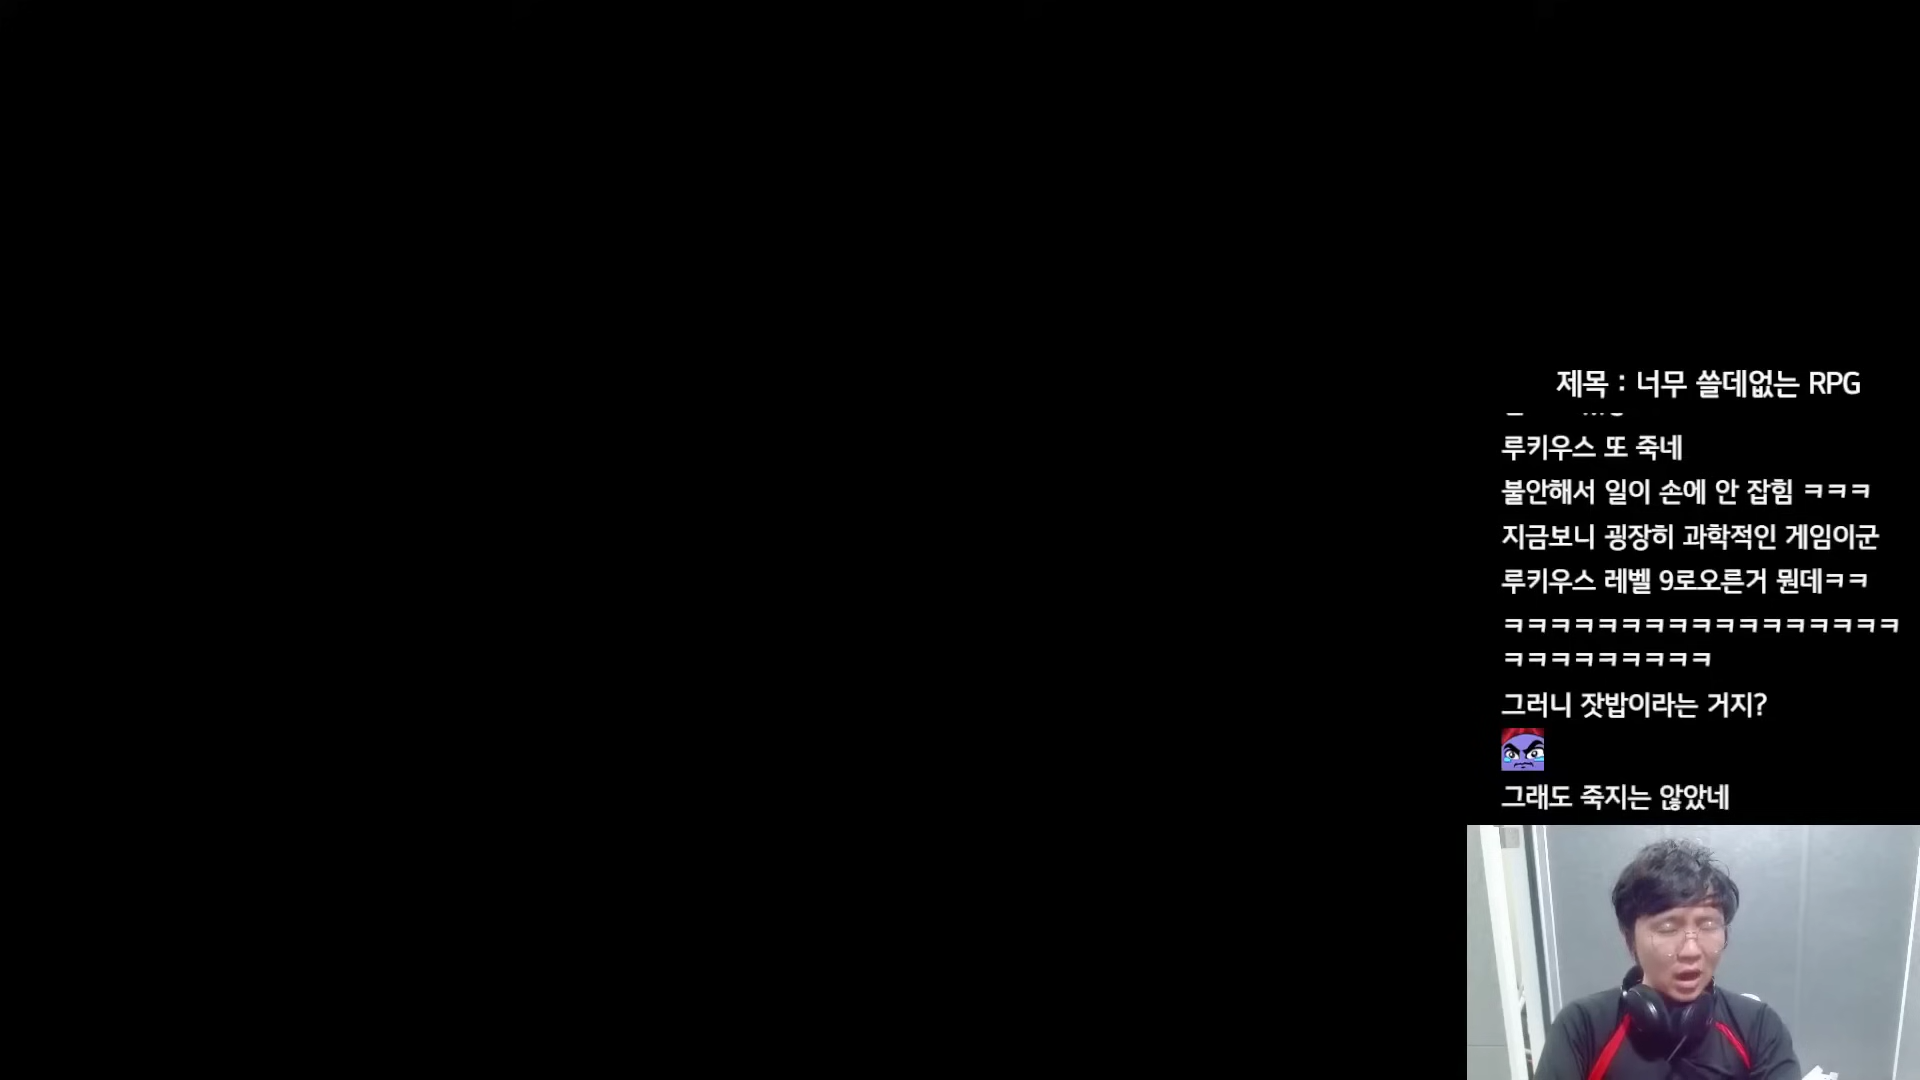 제목 : 너무 쓸데없는 RPG
루키우스 또 죽네
불안해서 일이 손에 안 잡힘 ㅋㅋㅋ
지금보니 굉장히 과학적인 게임이군
루키우스 레벨 9로오른거 뭔데ㅋㅋ
ㅋㅋㅋㅋㅋㅋㅋㅋㅋㅋㅋㅋㅋㅋㅋㅋㅋ
ㅋㅋㅋㅋㅋㅋㅋㅋㅋ
그러니 잣밥이라는 거지?
그래도 죽지는 않았네